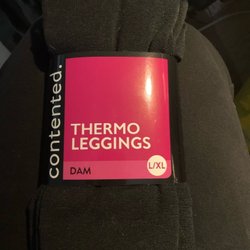 contented.
THERMO
LEGGINGS
DAM
L/XL